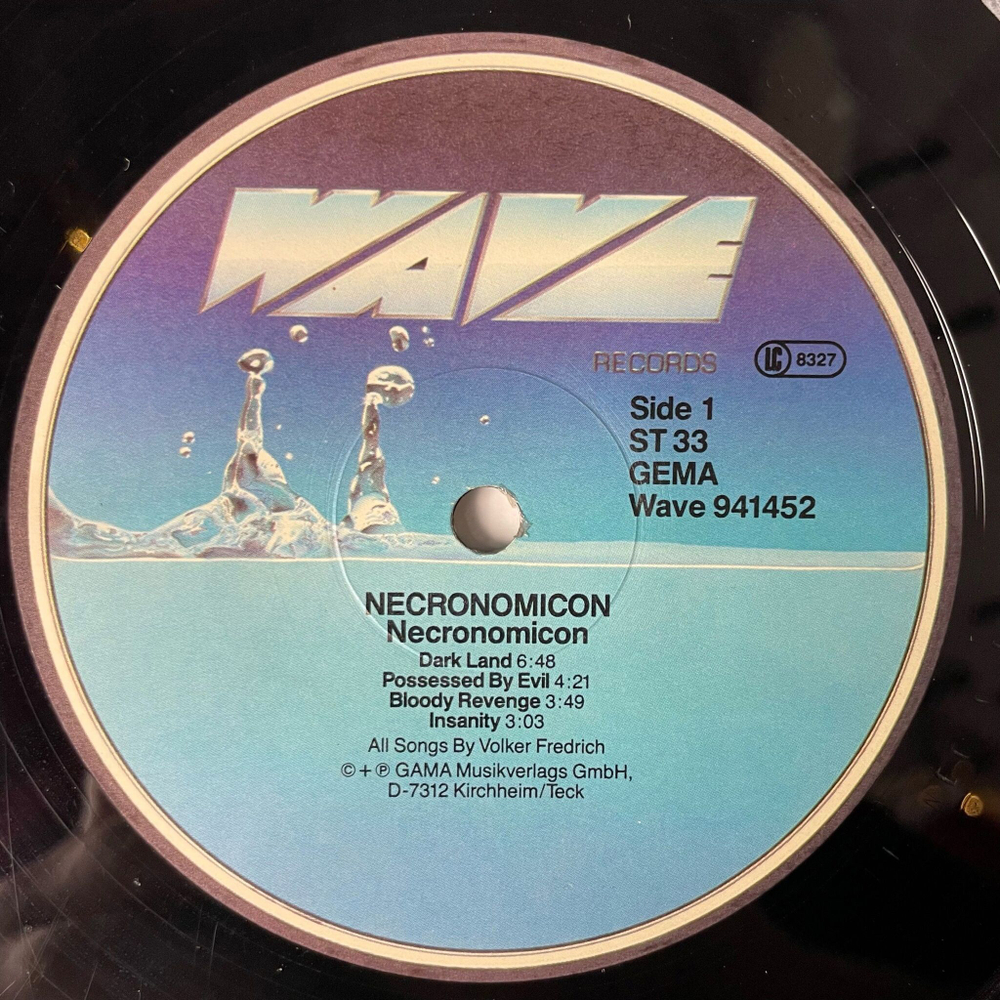 WAVE
RECORDS LC 8327
Side 1
ST 33
GEMA
Wave 941452
NECRONOMICON
Necronomicon
Dark Land 6:48
Possessed By Evil 4:21
Bloody Revenge 3:49
Insanity 3:03
All Songs By Volker Fredrich
©+℗ GAMA Musikverlags GmbH,
D-7312 Kirchheim/Teck